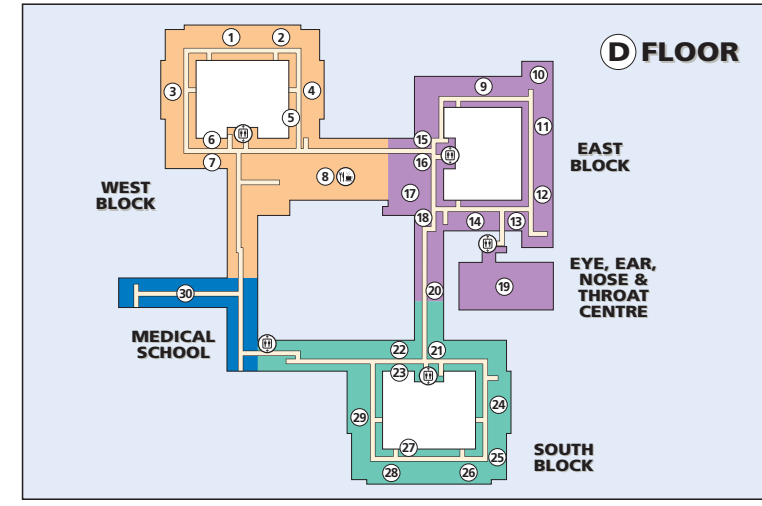 D FLOOR
1
2
3
4
5
6
7
8
9
10
11
12
13
14
15
16
17
18
19
20
21
22
23
24
25
26
27
28
29
30
WEST
BLOCK
EAST
BLOCK
EYE, EAR,
NOSE &
THROAT
CENTRE
MEDICAL
SCHOOL
SOUTH
BLOCK